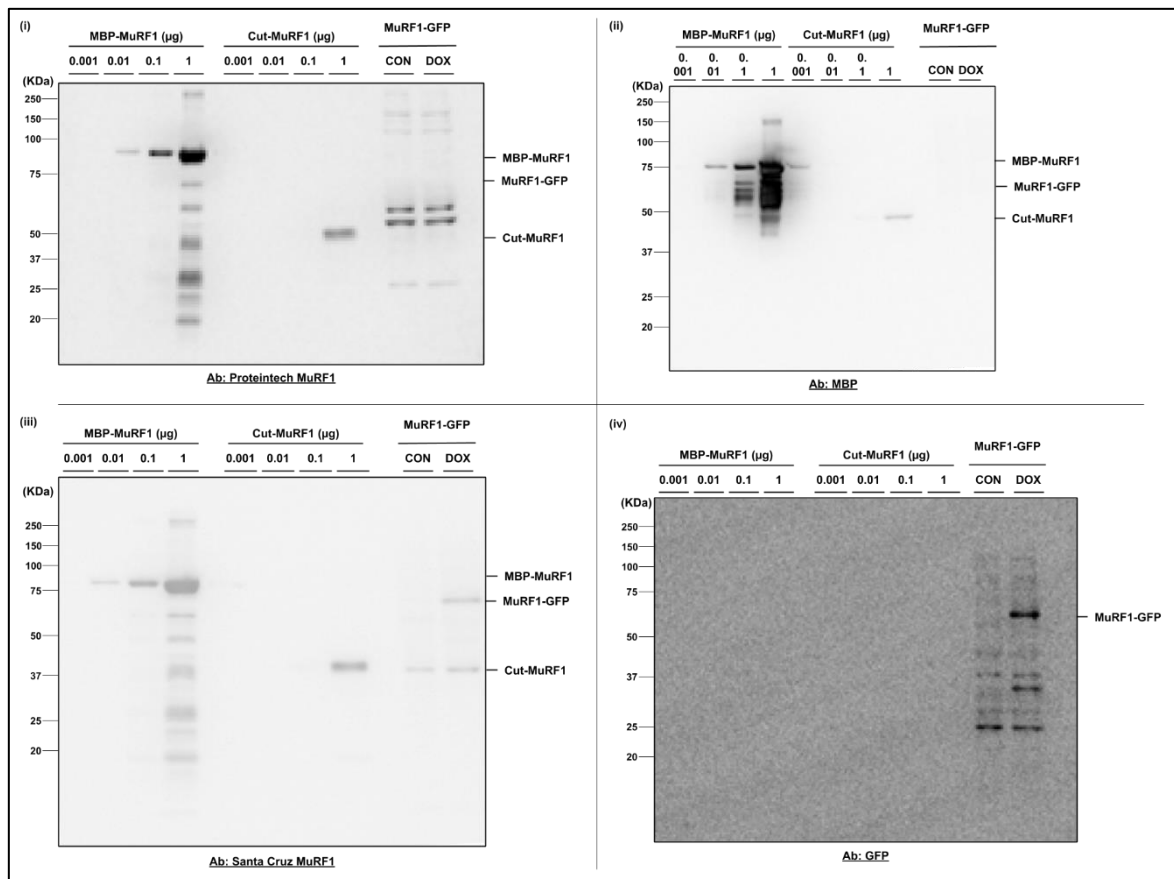 (i)
MBP-MuRF1 (µg) Cut-MuRF1 (µg) MuRF1-GFP
0.001 0.01 0.1 1 0.001 0.01 0.1 1 CON DOX
(KDa)
250
150
100
75
50
37
25
20
MBP-MuRF1
MuRF1-GFP
Cut-MuRF1
Ab: Proteintech MuRF1
(ii)
MuRF1-GFP
MBP-MuRF1 (µg) Cut-MuRF1 (µg)
0. 0. 0. 0. 0. 0.
001 01 1 1 001 01 1 1 CON DOX
(KDa)
250
150
100
75
50
37
25
20
MBP-MuRF1
MuRF1-GFP
Cut-MuRF1
Ab: MBP
(iii)
MBP-MuRF1 (µg) Cut-MuRF1 (µg) MuRF1-GFP
0.001 0.01 0.1 1 0.001 0.01 0.1 1 CON DOX
(KDa)
250
150
100
75
50
37
25
20
MBP-MuRF1
MuRF1-GFP
Cut-MuRF1
Ab: Santa Cruz MuRF1
(iv)
MuRF1-GFP
MBP-MuRF1 (µg) Cut-MuRF1 (µg)
0.001 0.01 0.1 1 0.001 0.01 0.1 1 CON DOX
(KDa)
250
150
100
75
50
37
25
20
MuRF1-GFP
Ab: GFP